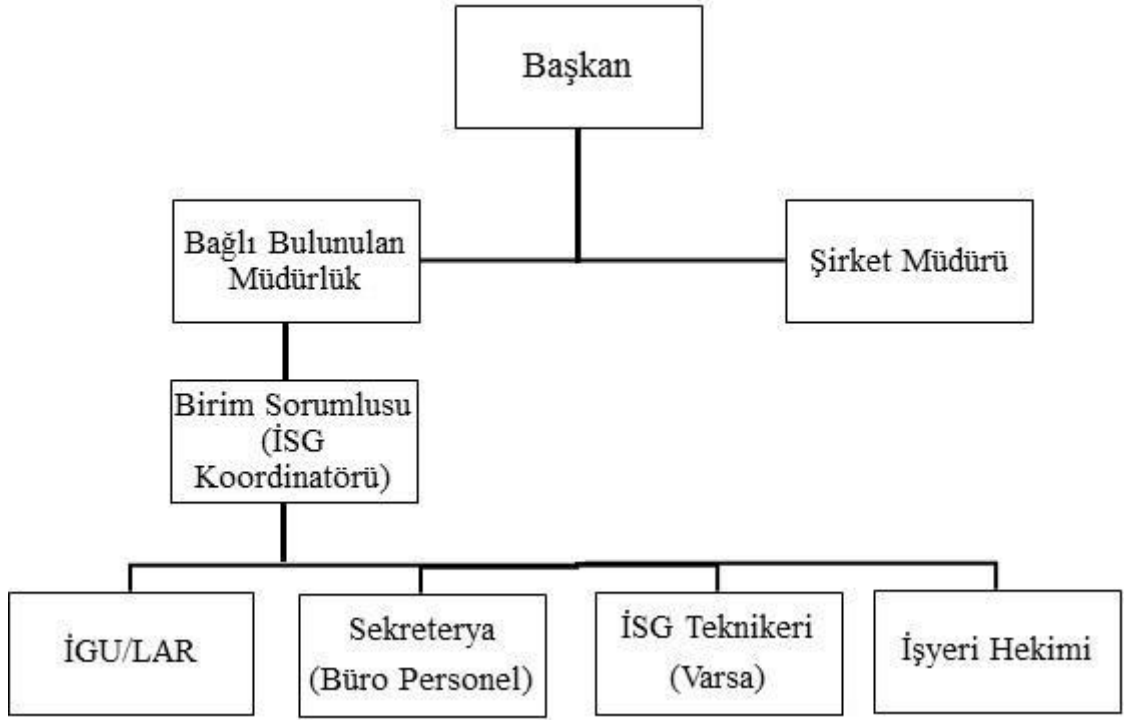 Başkan
Bağlı Bulunulan
Müdürlük
Şirket Müdürü
Birim Sorumlusu
(İSG
Koordinatörü)
İGU/LAR
Sekreterya
(Büro Personel)
İSG Teknikeri
(Varsa)
İşyeri Hekimi